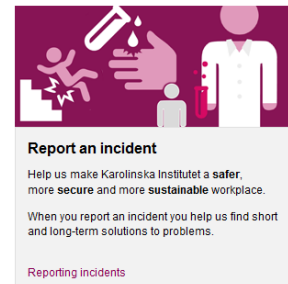 Report an incident
Help us make Karolinska Institutet a safer,
more secure and more sustainable workplace.
When you report an incident you help us find short
and long-term solutions to problems.
Reporting incidents